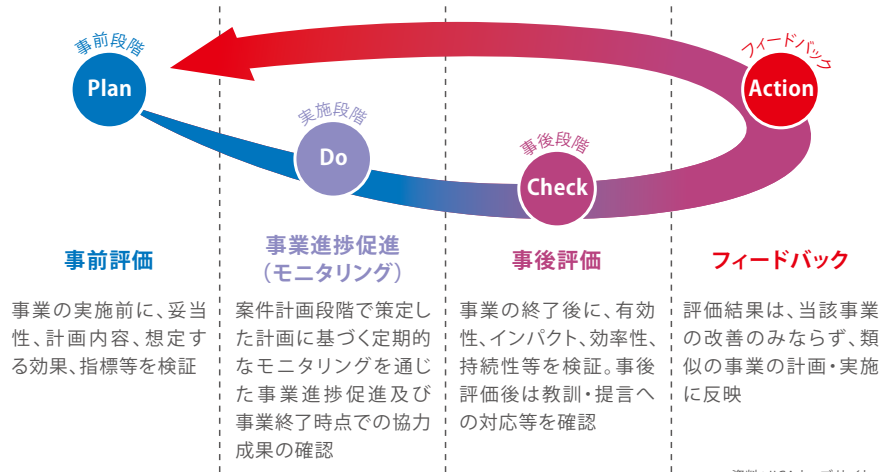 事前段階
Plan
実施段階
Do
事後段階
Check
フィードバック
Action
事前評価
事業の実施前に、妥当
性、計画内容、想定す
る効果、指標等を検証
事業進捗促進
（モニタリング）
案件計画段階で策定し
た計画に基づく定期的
なモニタリングを通じ
た事業進捗促進及び
事業終了時点での協力
成果の確認
事後評価
事業の終了後に、有効
性、インパクト、効率性、
持続性等を検証。事後
評価後は教訓・提言へ
の対応等を確認
フィードバック
評価結果は、当該事業
の改善のみならず、類
似の事業の計画・実施
に反映